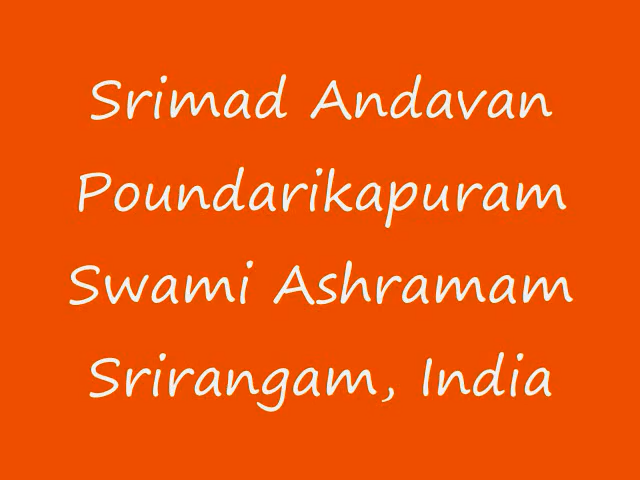 Srimad Andavan
Poundarikapuram
Swami Ashramam
Srirangam, India